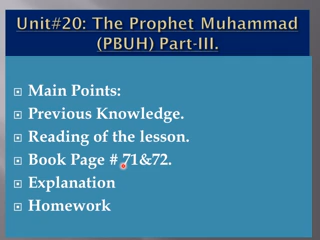 Unit#20: The Prophet Muhammad
(PBUH) Part-III.
Main Points:
Previous Knowledge.
Reading of the lesson.
Book Page # 71&72.
Explanation
Homework